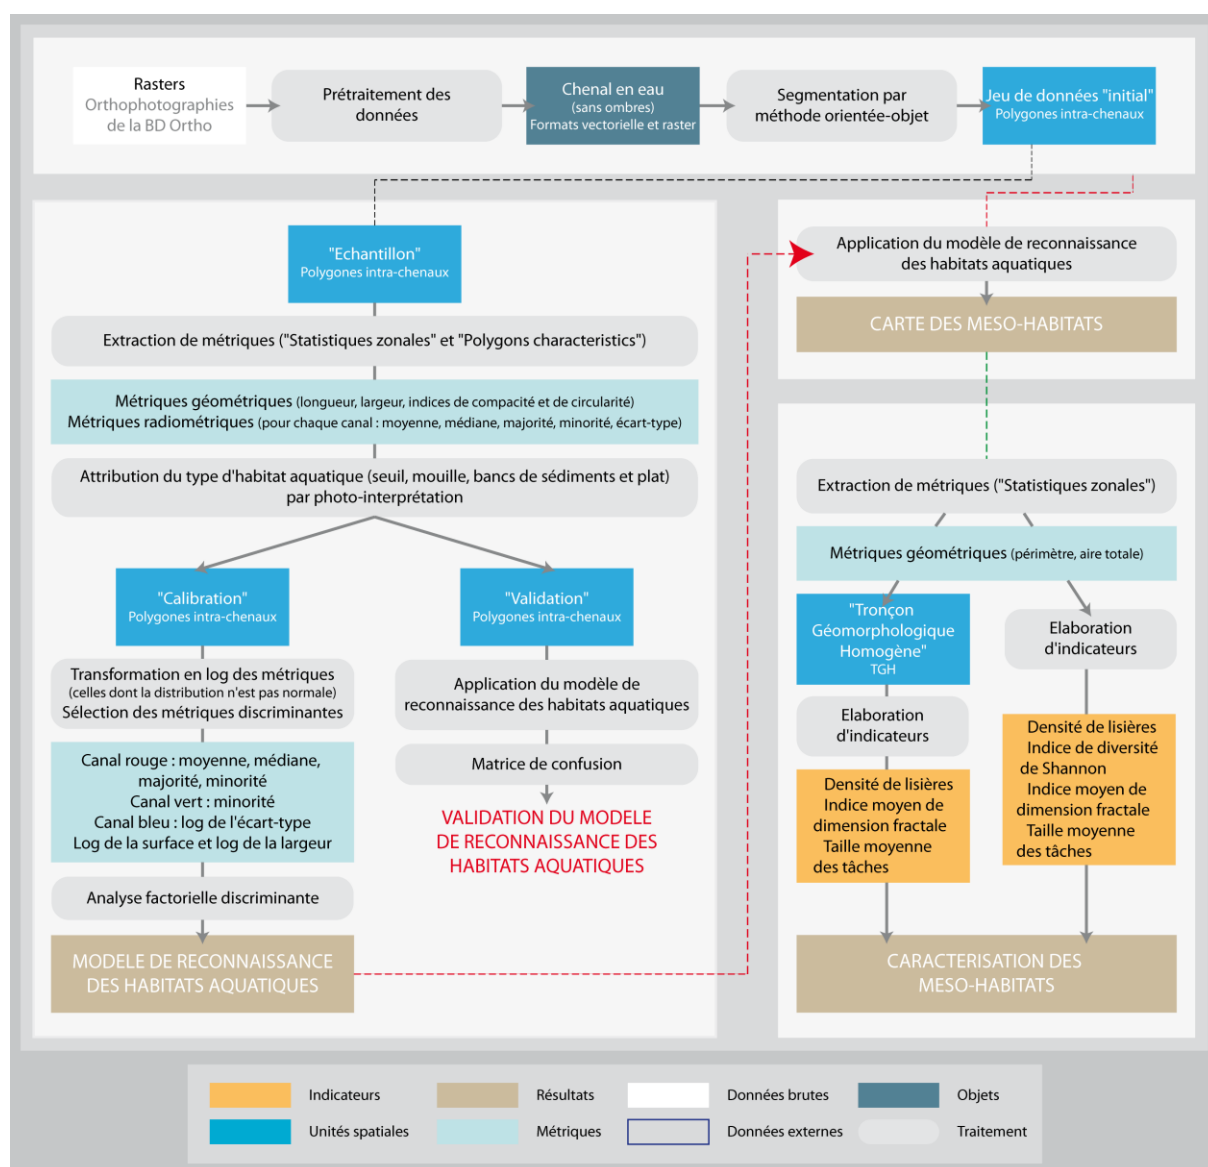 Rasters
Orthophotographies
de la BD Ortho
Prétraitement des
données
Chenal en eau
(sans ombres)
Formats vectorielle et raster
Segmentation par
méthode orientée-objet
Jeu de données "initial"
Polygones intra-chenaux
"Echantillon"
Polygones intra-chenaux
Extraction de métriques ("Statistiques zonales" et "Polygons characteristics")
Métriques géométriques (longueur, largeur, indices de compacité et de circularité)
Métriques radiométriques (pour chaque canal : moyenne, médiane, majorité, minorité, écart-type)
Attribution du type d'habitat aquatique (seuil, mouille, bancs de sédiments et plat)
par photo-interprétation
"Calibration"
Polygones intra-chenaux
Transformation en log des métriques
(celles dont la distribution n'est pas normale)
Sélection des métriques discriminantes
Canal rouge : moyenne, médiane,
majorité, minorité
Canal vert : minorité
Canal bleu : log de l'écart-type
Log de la surface et log de la largeur
Analyse factorielle discriminante
MODELE DE RECONNAISSANCE
DES HABITATS AQUATIQUES
"Validation"
Polygones intra-chenaux
Application du modèle de
reconnaissance des habitats aquatiques
Matrice de confusion
VALIDATION DU MODELE
DE RECONNAISSANCE DES
HABITATS AQUATIQUES
Application du modèle de reconnaissance
des habitats aquatiques
CARTE DES MESO-HABITATS
Extraction de métriques ("Statistiques zonales")
Métriques géométriques (périmètre, aire totale)
"Tronçon
Géomorphologique
Homogène"
TGH
Elaboration
d'indicateurs
Densité de lisières
Indice moyen de
dimension fractale
Taille moyenne
des tâches
Elaboration
d'indicateurs
Densité de lisières
Indice de diversité
de Shannon
Indice moyen de
dimension fractale
Taille moyenne
des tâches
CARACTERISATION DES
MESO-HABITATS
Indicateurs
Résultats
Données brutes
Objets
Unités spatiales
Métriques
Données externes
Traitement